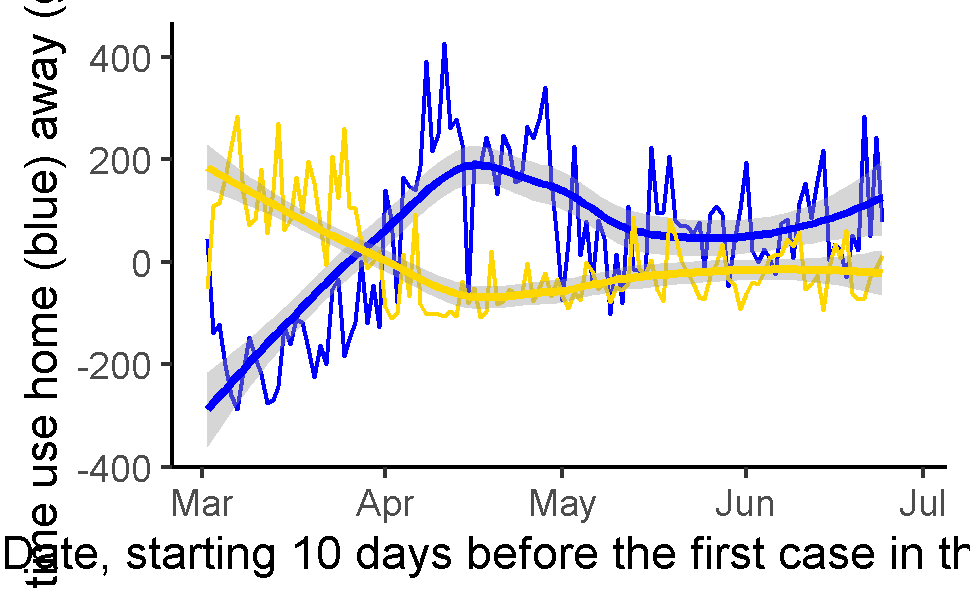 time use home (blue) away (
400
200
0
-200
-400
Mar Apr May Jun Jul
Date, starting 10 days before the first case in th